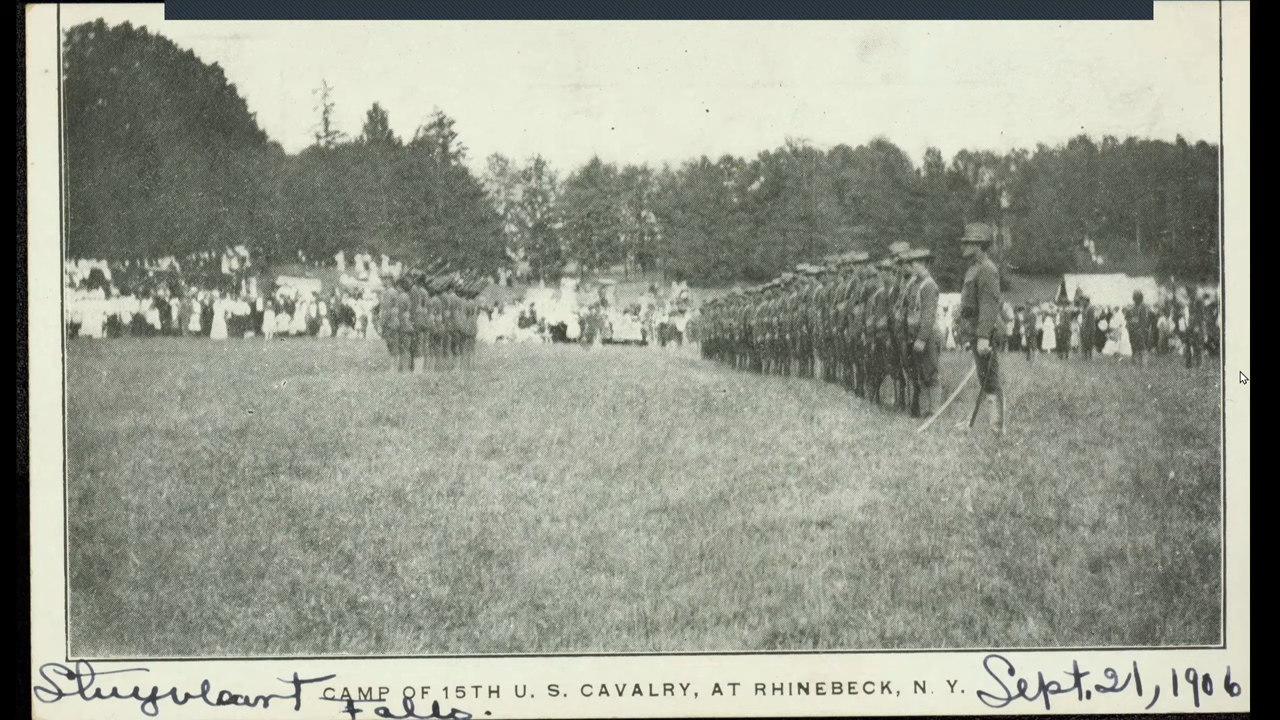 Stuyvesant CAMP OF 15TH U. S. CAVALRY, AT RHINEBECK, N. Y. Sept. 21, 1906
Falls.